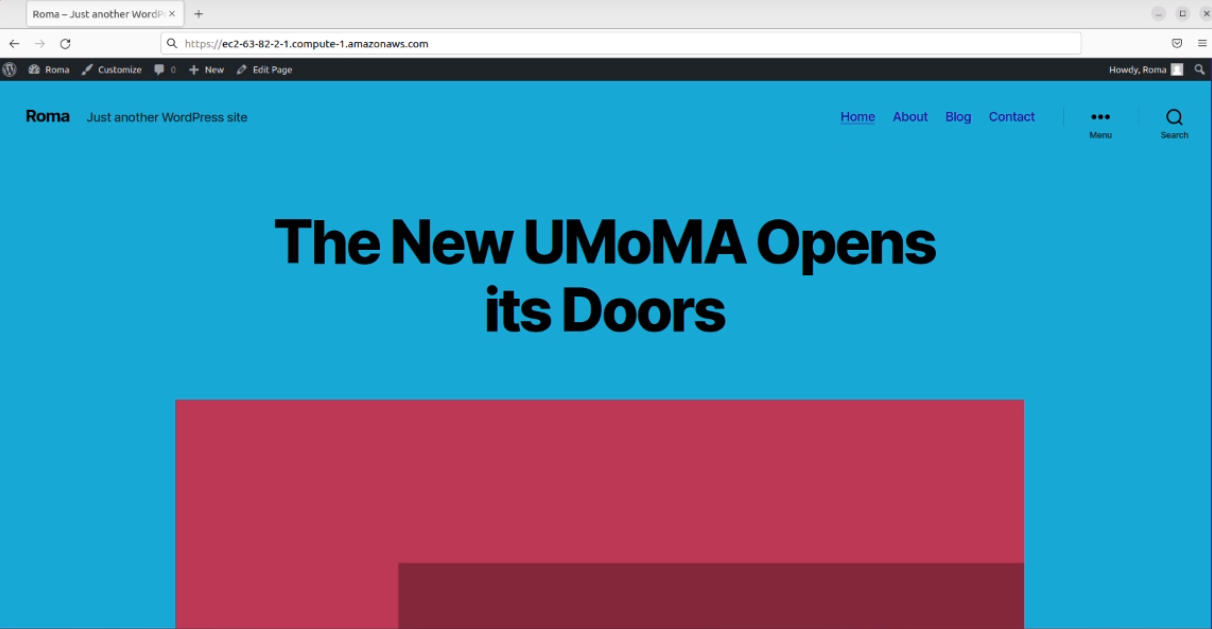 Roma – Just another WordPr
https://ec2-63-82-2-1.compute-1.amazonaws.com
Roma Customize 0 New Edit Page Howdy, Roma
Roma Just another WordPress site Home About Blog Contact
Menu Search
The New UMoMA Opens
its Doors